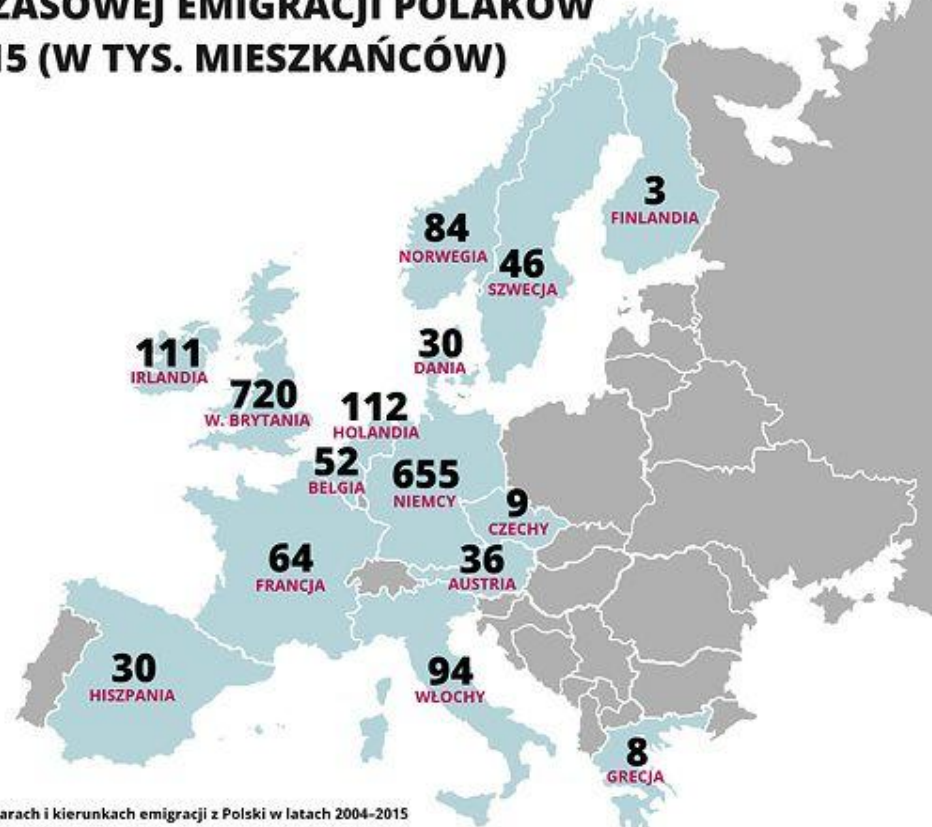 ZASOWEJ EMIGRACJI POLAKÓW
15 (W TYS. MIESZKAŃCÓW)
3
FINLANDIA
84
NORWEGIA
46
SZWECJA
30
DANIA
111
IRLANDIA
720
W. BRYTANIA
112
HOLANDIA
52
BELGIA
655
NIEMCY
9
CZECHY
64
FRANCJA
36
AUSTRIA
30
HISZPANIA
94
WŁOCHY
8
GRECJA
arach i kierunkach emigracji z Polski w latach 2004–2015